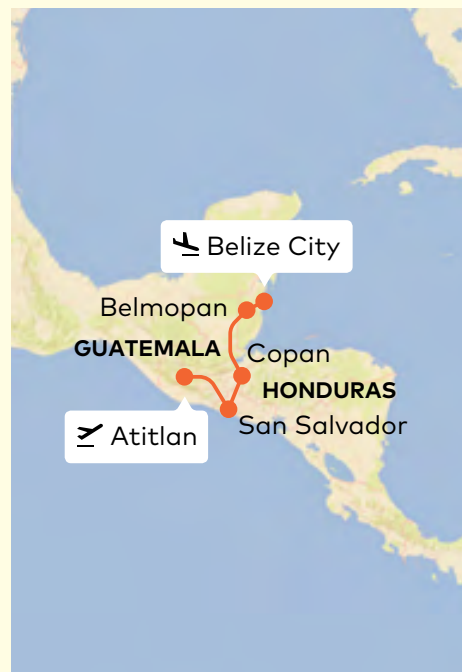 Belize City
Belmopan
GUATEMALA
Copan
HONDURAS
San Salvador
Atitlan